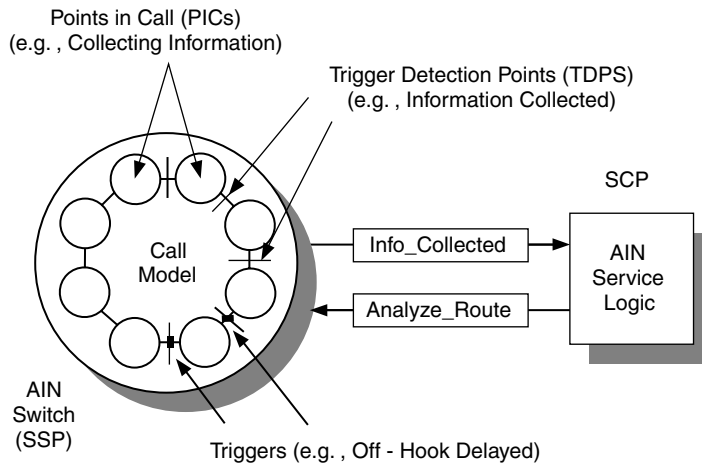 Points in Call (PICs)
(e.g. , Collecting Information)
Trigger Detection Points (TDPS)
(e.g. , Information Collected)
SCP
Call
Model
Info_Collected
Analyze_Route
AIN
Service
Logic
AIN
Switch
(SSP)
Triggers (e.g. , Off - Hook Delayed)